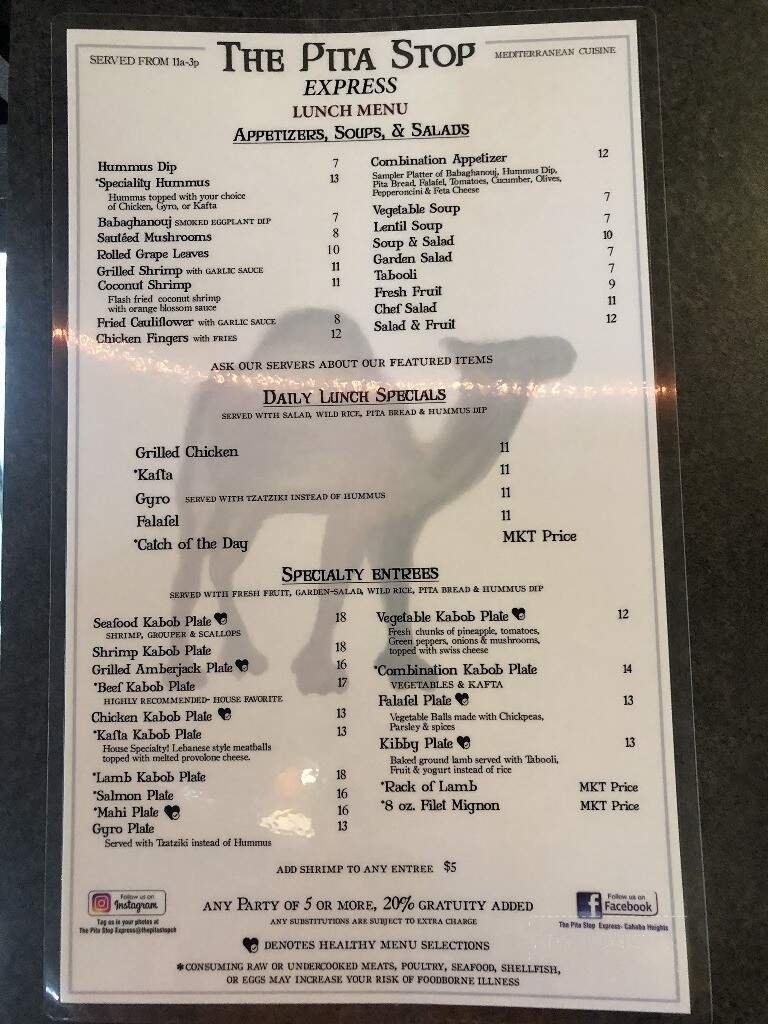 SERVED FROM 11a-3p
THE PITA STOP
MEDITERRANEAN CUISINE
EXPRESS
LUNCH MENU
APPETIZERS, SOUPS, & SALADS
Hummus Dip 7
*Speciality Hummus 13
Hummus topped with your choice
of Chicken, Gyro, or Kafta
Babaghanouj SMOKED EGGPLANT DIP 7
Sautéed Mushrooms 8
Rolled Grape Leaves 10
Grilled Shrimp with GARLIC SAUCE 11
Coconut Shrimp 11
Flash fried coconut shrimp
with orange blossom sauce
Fried Cauliflower with GARLIC SAUCE 8
Chicken Fingers with FRIES 12
Combination Appetizer 12
Sampler Platter of Babaghanouj, Hummus Dip,
Pita Bread, Falafel, Tomatoes, Cucumber, Olives,
Pepperoncini & Feta Cheese
Vegetable Soup 7
Lentil Soup 7
Soup & Salad 10
Garden Salad 7
Tabooli 7
Fresh Fruit 9
Chef Salad 11
Salad & Fruit 12
ASK OUR SERVERS ABOUT OUR FEATURED ITEMS
DAILY LUNCH SPECIALS
SERVED WITH SALAD, WILD RICE, PITA BREAD & HUMMUS DIP
Grilled Chicken 11
*Kafta 11
Gyro SERVED WITH TZATZIKI INSTEAD OF HUMMUS 11
Falafel 11
*Catch of the Day MKT Price
SPECIALTY ENTREES
SERVED WITH FRESH FRUIT, GARDEN-SALAD, WILD RICE, PITA BREAD & HUMMUS DIP
Seafood Kabob Plate 18
SHRIMP, GROUPER & SCALLOPS
Shrimp Kabob Plate 18
Grilled Amberjack Plate 16
*Beef Kabob Plate 17
HIGHLY RECOMMENDED- HOUSE FAVORITE
Chicken Kabob Plate 13
*Kafta Kabob Plate 13
House Specialty! Lebanese style meatballs
topped with melted provolone cheese.
*Lamb Kabob Plate 18
*Salmon Plate 16
*Mahi Plate 16
Gyro Plate 13
Served with Tzatziki instead of Hummus
Vegetable Kabob Plate 12
Fresh chunks of pineapple, tomatoes,
Green peppers, onions & mushrooms,
topped with swiss cheese
*Combination Kabob Plate 14
VEGETABLES & KAFTA
Falafel Plate 13
Vegetable Balls made with Chickpeas,
Parsley & spices
Kibby Plate 13
Baked ground lamb served with Tabooli,
Fruit & yogurt instead of rice
*Rack of Lamb MKT Price
*8 oz. Filet Mignon MKT Price
ADD SHRIMP TO ANY ENTREE $5
Follow us on
Instagram
Tag us in your photos at
The Pita Stop Express@thepitastopch
ANY PARTY OF 5 OR MORE, 20% GRATUITY ADDED
ANY SUBSTITUTIONS ARE SUBJECT TO EXTRA CHARGE
Follow us on
Facebook
The Pita Stop Express- Cahaba Heights
DENOTES HEALTHY MENU SELECTIONS
*CONSUMING RAW OR UNDERCOOKED MEATS, POULTRY, SEAFOOD, SHELLFISH,
OR EGGS MAY INCREASE YOUR RISK OF FOODBORNE ILLNESS